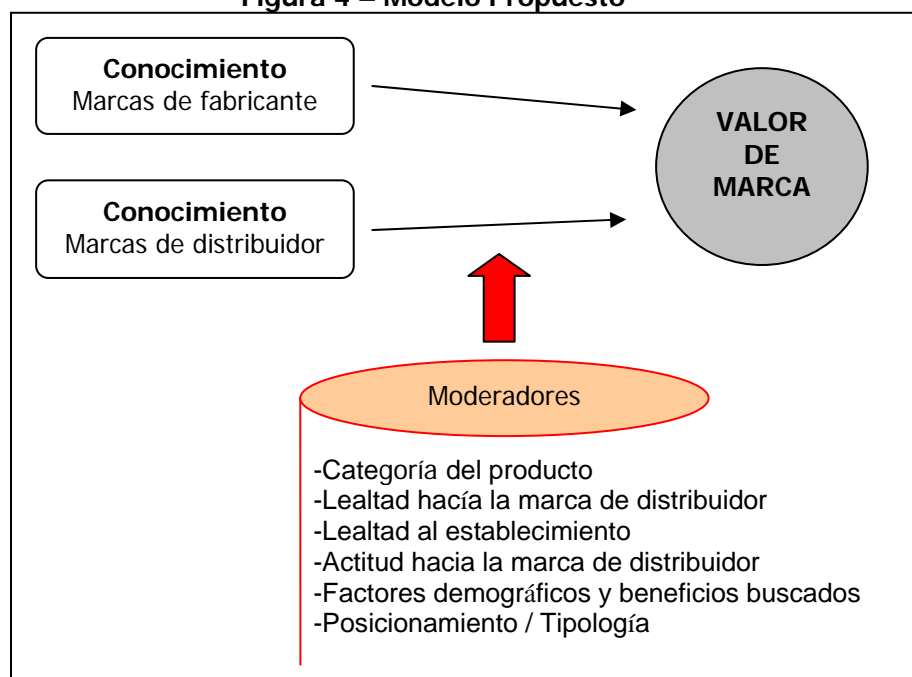 Figura 4 – Modelo Propuesto
Conocimiento
Marcas de fabricante
Conocimiento
Marcas de distribuidor
VALOR
DE
MARCA
Moderadores
-Categoría del producto
-Lealtad hacía la marca de distribuidor
-Lealtad al establecimiento
-Actitud hacia la marca de distribuidor
-Factores demográficos y beneficios buscados
-Posicionamiento / Tipología